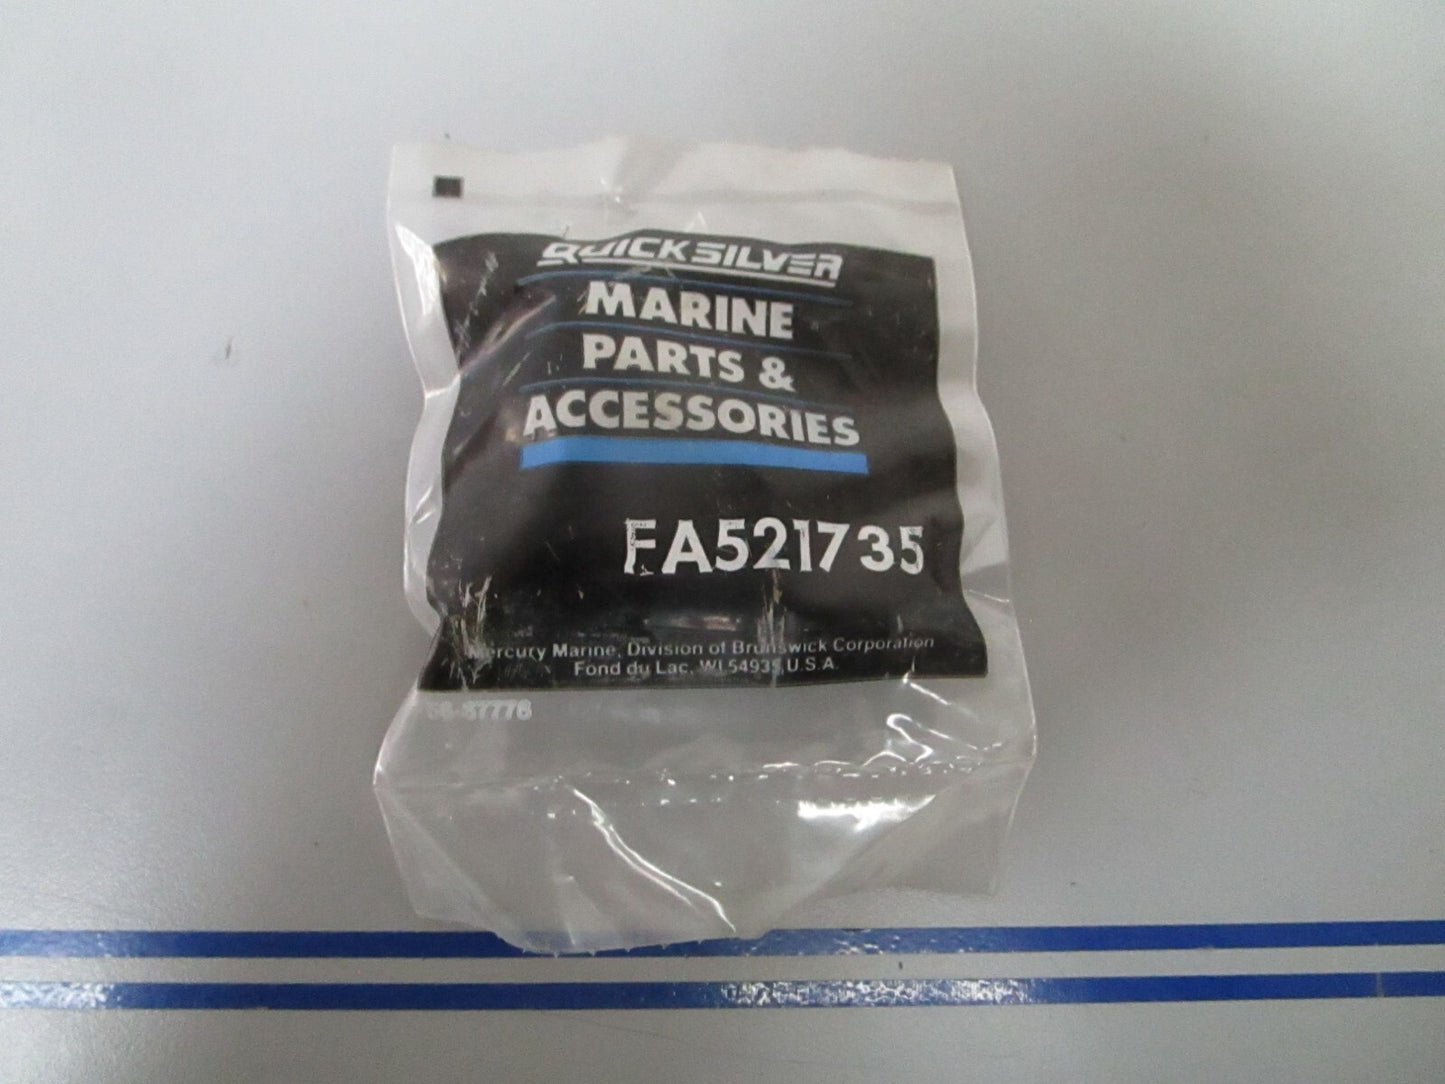 QUICKSILVER
MARINE
PARTS &
ACCESSORIES
FA521735
Mercury Marine, Division of Brunswick Corporation
Fond du Lac, WI 54935 U.S.A.